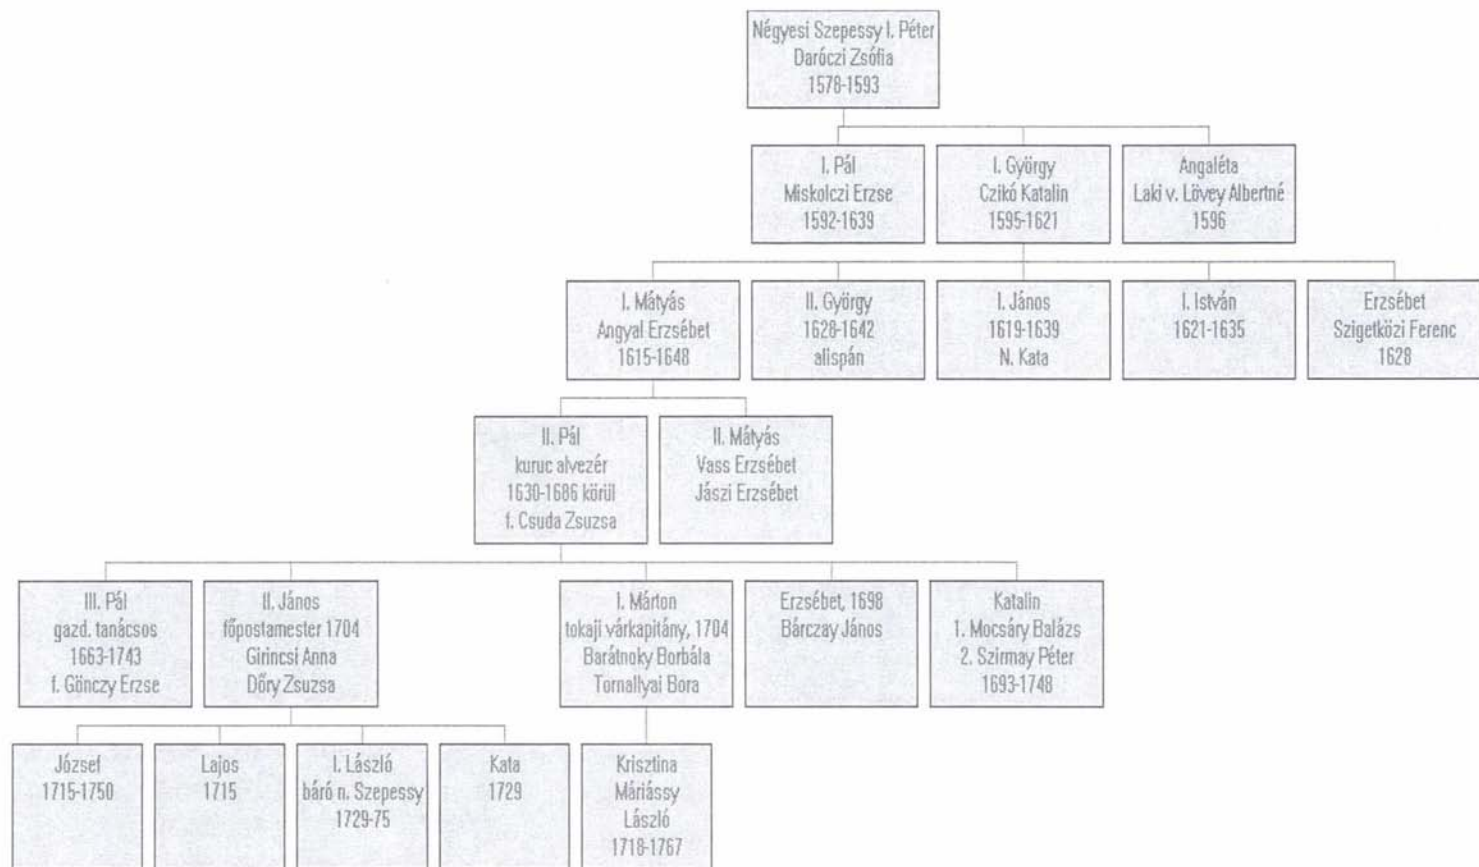 Négyesi Szepessy I. Péter
Daróczi Zsófia
1578-1593
I. Pál
Miskolczi Erzse
1592-1639
I. György
Czikó Katalin
1595-1621
Angaléta
Laki v. Lövey Albertné
1596
I. Mátyás
Angyal Erzsébet
1615-1648
II. György
1628-1642
alispán
I. János
1619-1639
N. Kata
I. István
1621-1635
Erzsébet
Szigetközi Ferenc
1628
II. Pál
kuruc alvezér
1630-1686 körül
f. Csuda Zsuzsa
II. Mátyás
Vass Erzsébet
Jászi Erzsébet
III. Pál
gazd. tanácsos
1663-1743
f. Gönczy Erzse
II. János
főpostamester 1704
Girincsi Anna
Dőry Zsuzsa
I. Márton
tokaji várkapitány, 1704
Barátnoky Borbála
Tornallyai Bora
Erzsébet, 1698
Bárczay János
Katalin
1. Mocsáry Balázs
2. Szirmay Péter
1693-1748
József
1715-1750
Lajos
1715
I. László
báró n. Szepessy
1729-75
Kata
1729
Krisztina
Máriássy
László
1718-1767